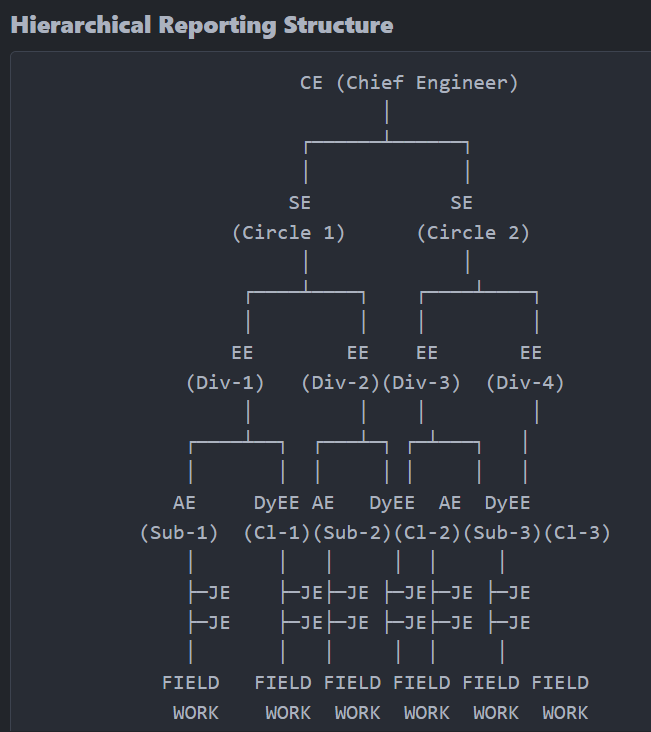 Hierarchical Reporting Structure
CE (Chief Engineer)
SE SE
(Circle 1) (Circle 2)
EE EE EE EE
(Div-1) (Div-2)(Div-3) (Div-4)
AE DyEE AE DyEE AE DyEE
(Sub-1) (Cl-1)(Sub-2)(Cl-2)(Sub-3)(Cl-3)
JE JE JE JE JE JE
JE JE JE JE JE JE
FIELD FIELD FIELD FIELD FIELD FIELD
WORK WORK WORK WORK WORK WORK